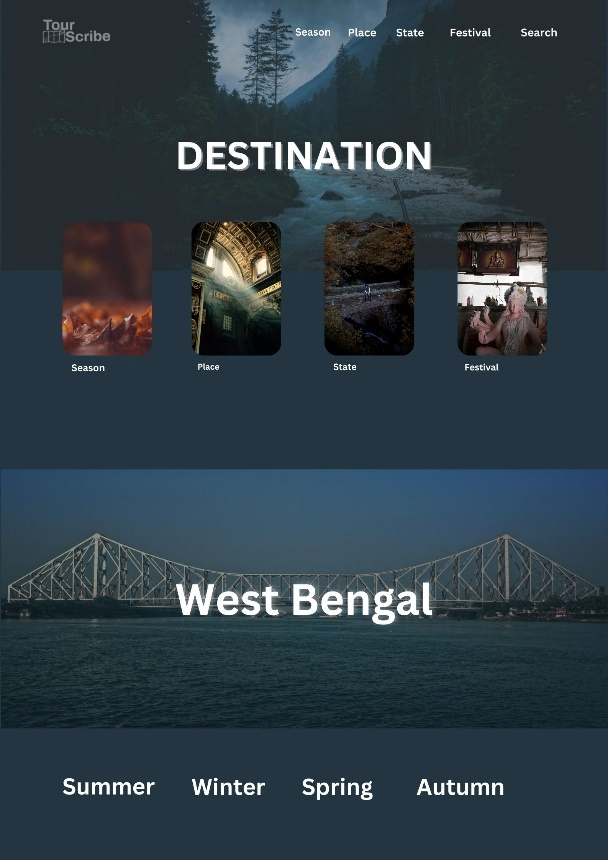 Tour
Scribe
Season Place State Festival Search
DESTINATION
Season Place State Festival
West Bengal
Summer Winter Spring Autumn